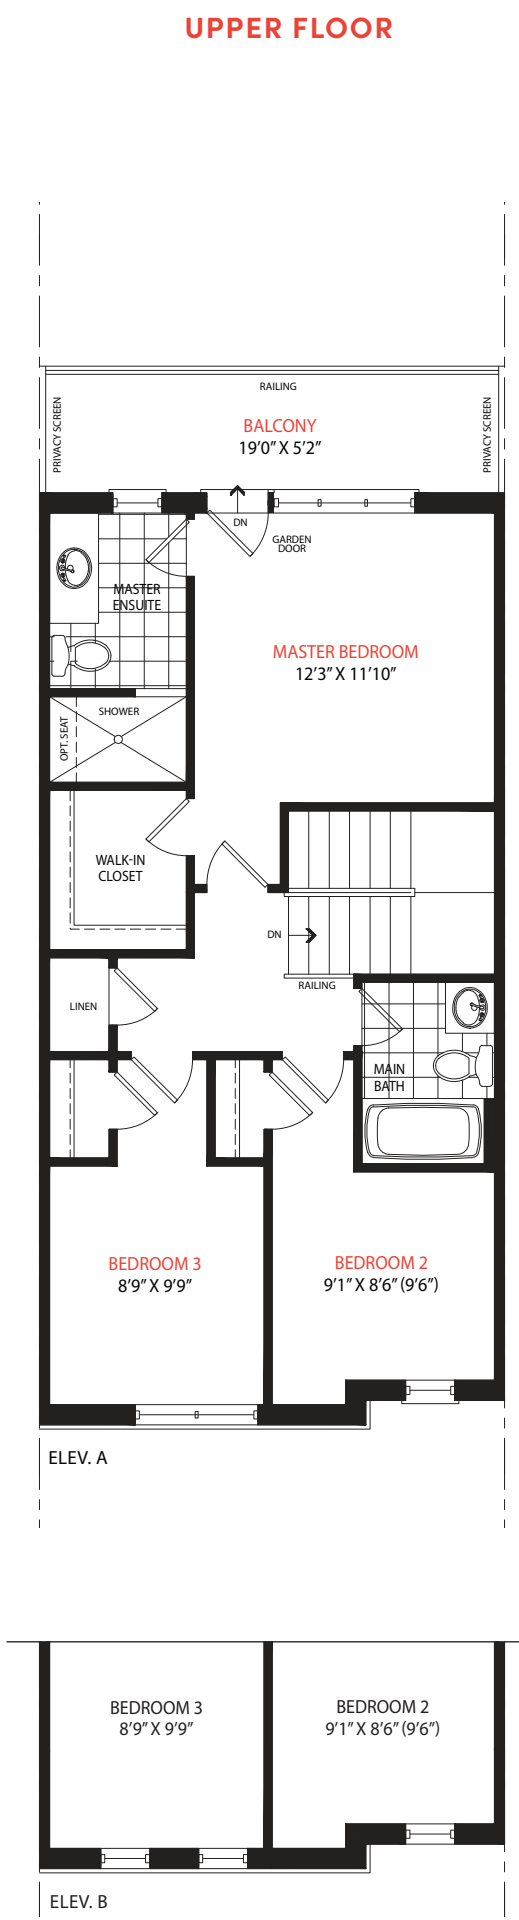 UPPER FLOOR
RAILING
PRIVACY SCREEN
PRIVACY SCREEN
BALCONY
19'0" X 5'2"
DN
GARDEN
DOOR
MASTER
ENSUITE
MASTER BEDROOM
12'3" X 11'10"
SHOWER
OPT. SEAT
WALK-IN
CLOSET
DN
RAILING
LINEN
MAIN
BATH
BEDROOM 3
8'9" X 9'9"
BEDROOM 2
9'1" X 8'6" (9'6")
ELEV. A
BEDROOM 3
8'9" X 9'9"
BEDROOM 2
9'1" X 8'6" (9'6")
ELEV. B